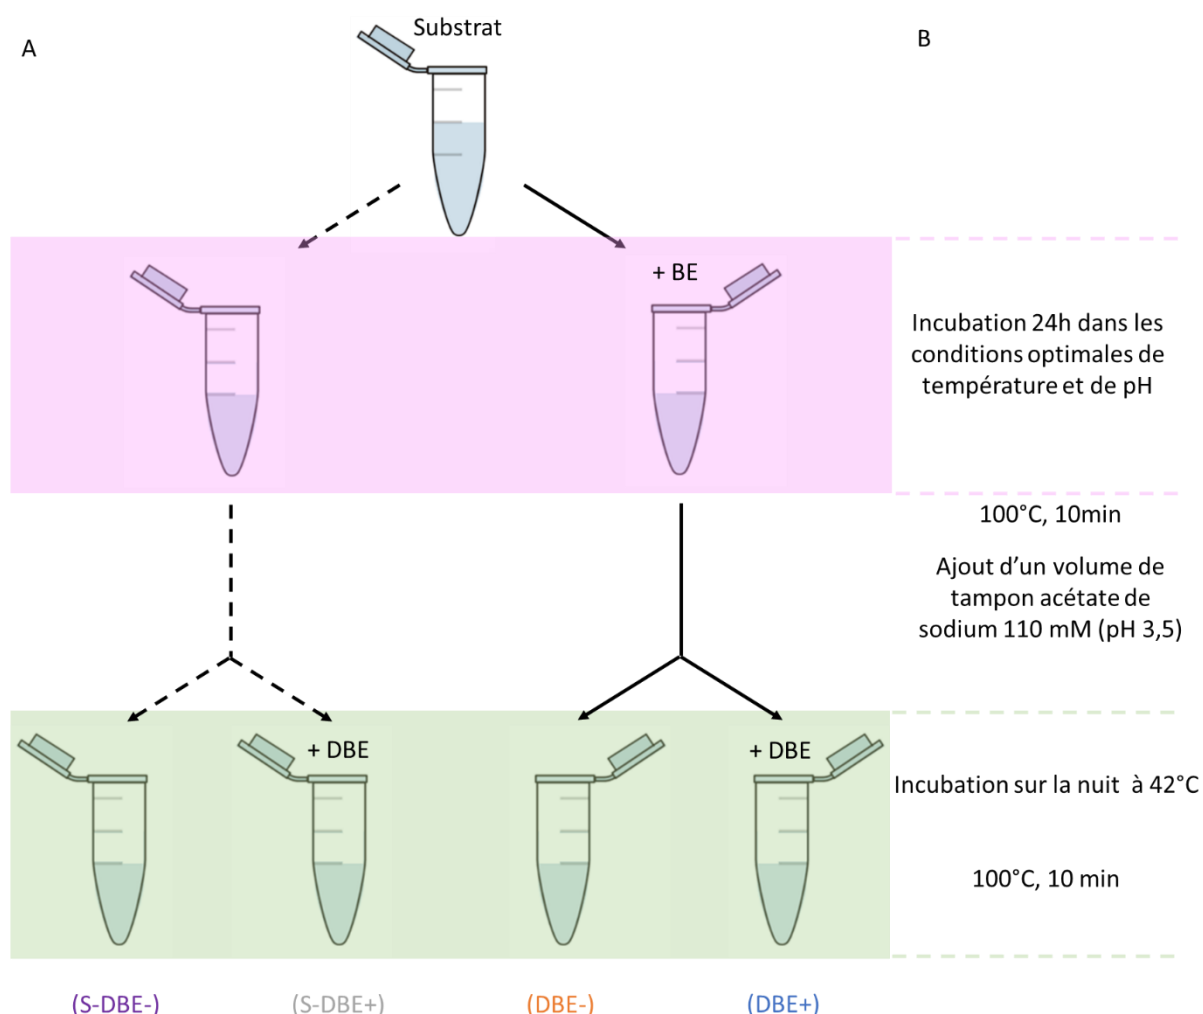 A
Substrat
B
+ BE
Incubation 24h dans les
conditions optimales de
température et de pH
100°C, 10min
Ajout d'un volume de
tampon acétate de
sodium 110 mM (pH 3,5)
+ DBE
+ DBE
Incubation sur la nuit à 42°C
100°C, 10 min
(S-DBE-)
(S-DBE+)
(DBE-)
(DBE+)